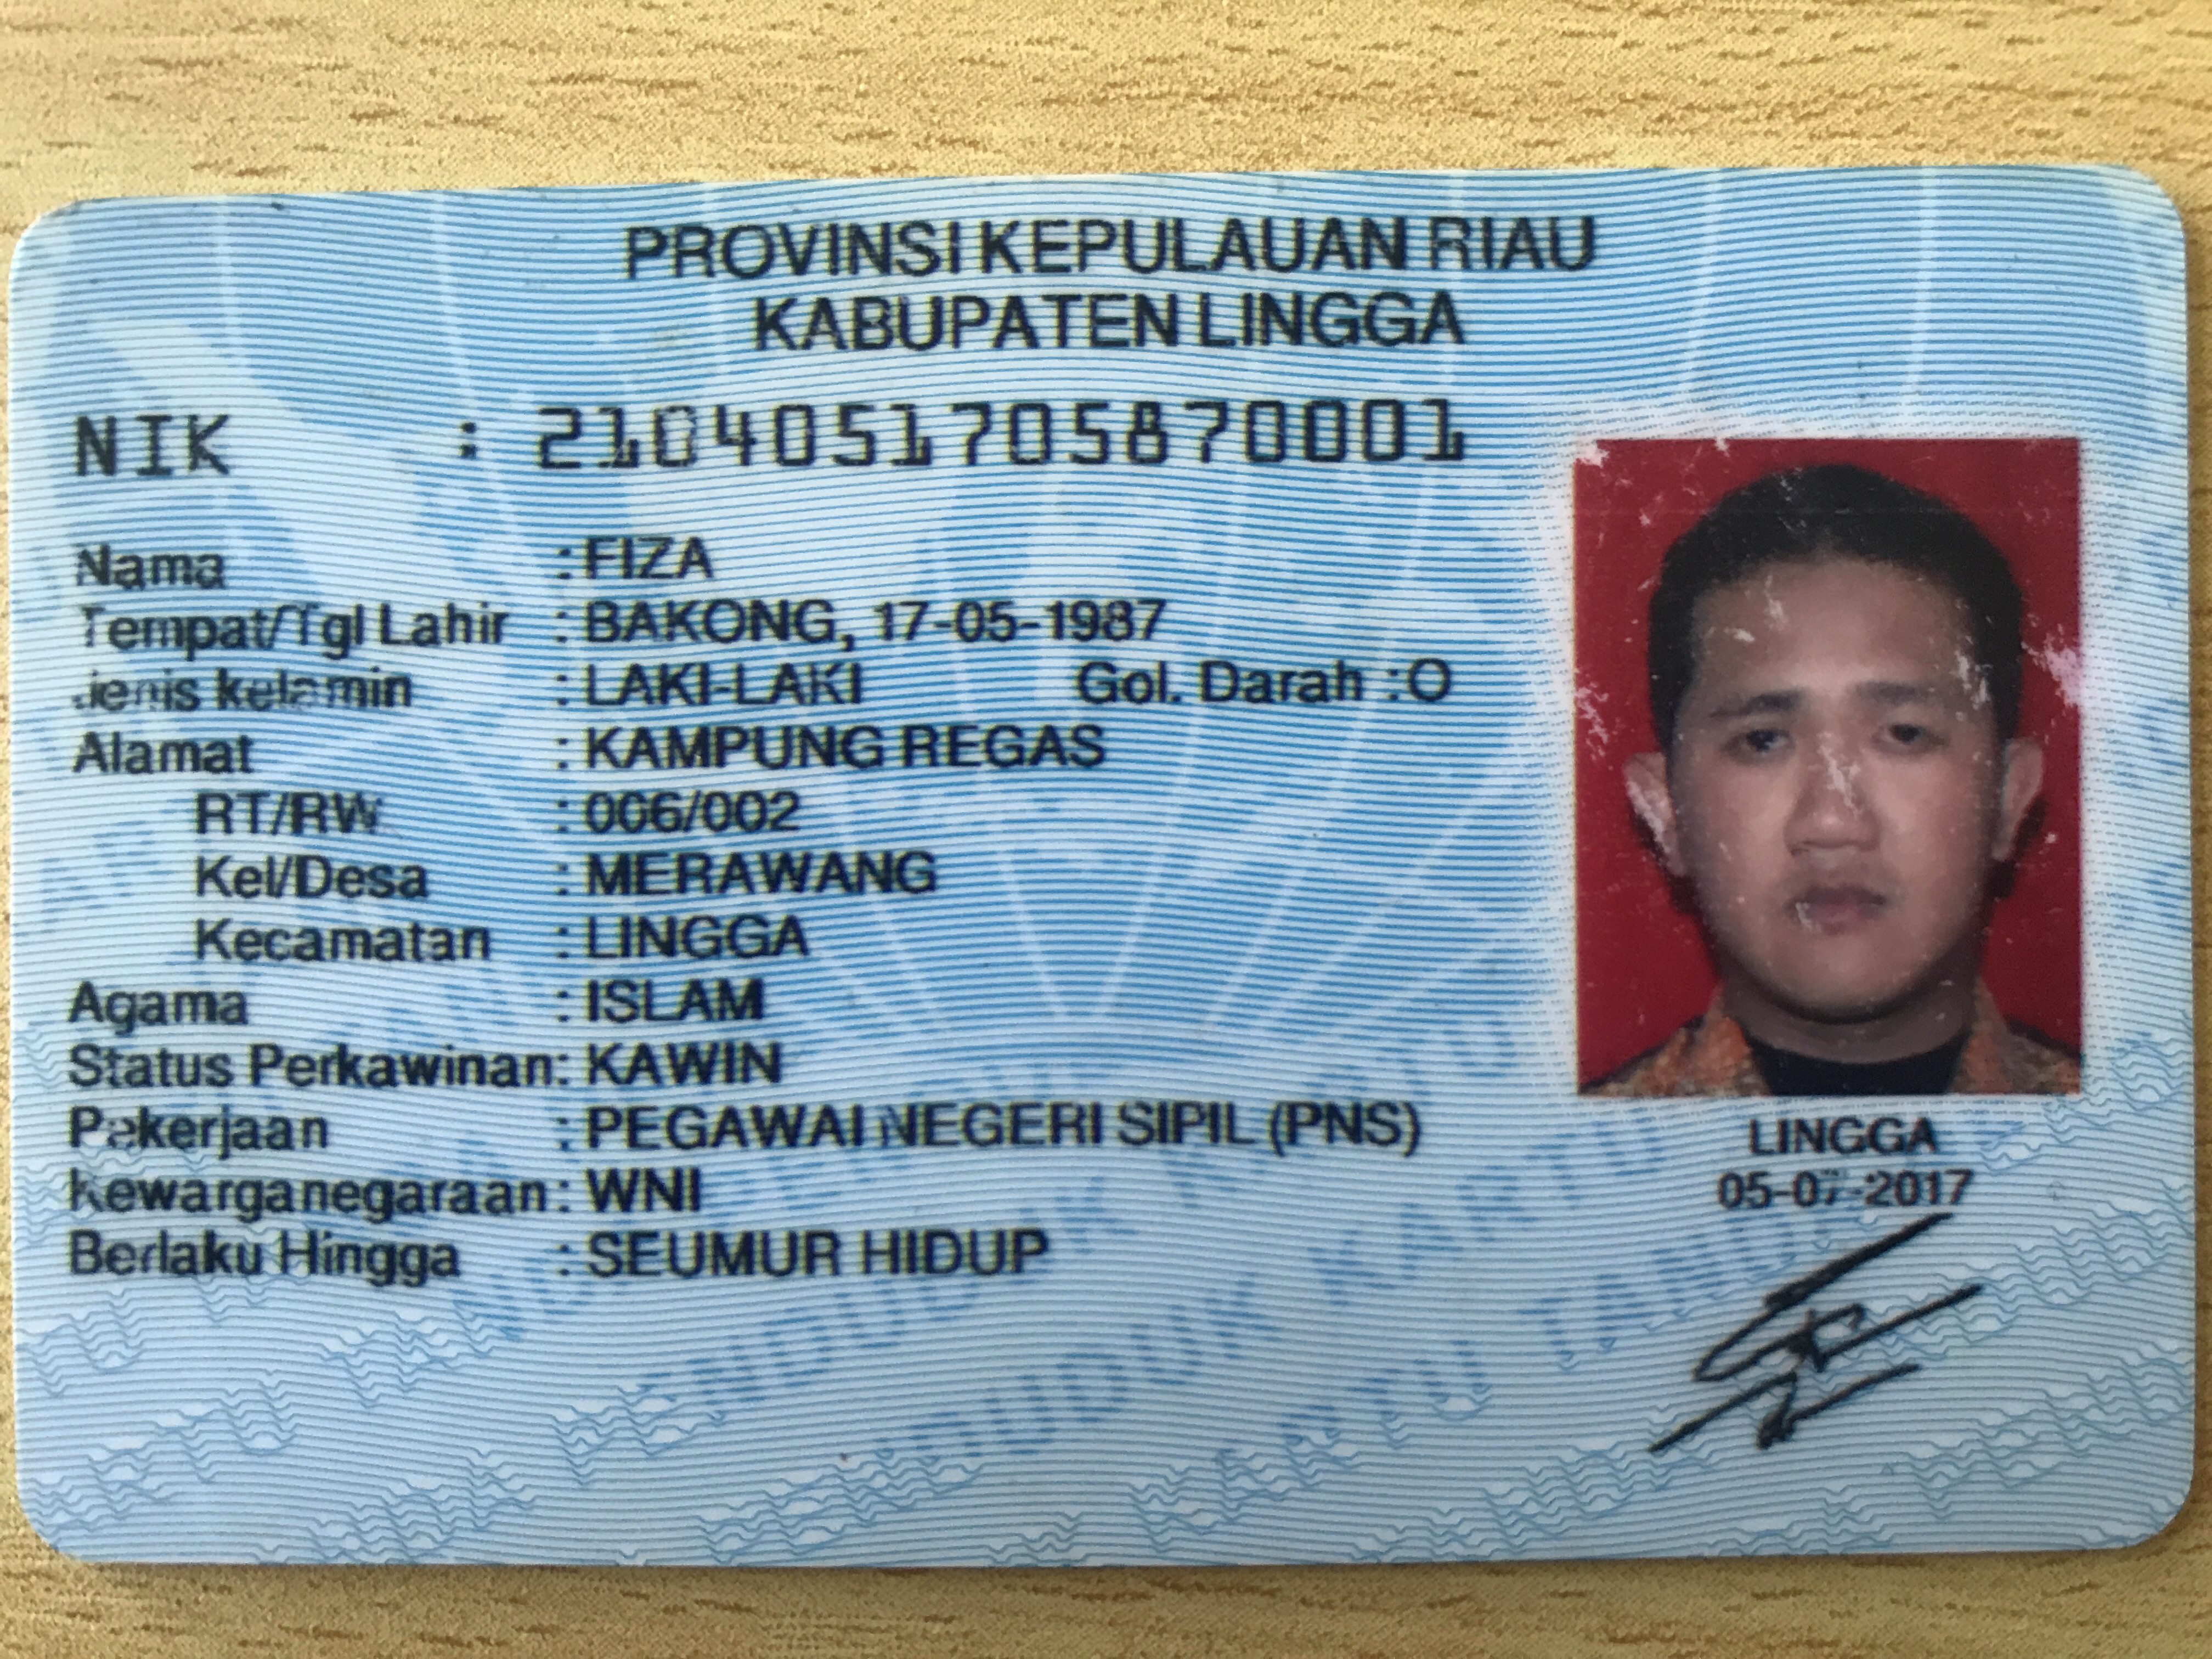 PROVINSI KEPULAUAN RIAU
KABUPATEN LINGGA
NIK : 2104051705870001
Nama : FIZA
Tempat/Tgl Lahir : BAKONG, 17-05-1987
Jenis kelamin : LAKI-LAKI Gol. Darah : O
Alamat : KAMPUNG REGAS
RT/RW : 006/002
Kel/Desa : MERAWANG
Kecamatan : LINGGA
Agama : ISLAM
Status Perkawinan : KAWIN
Pekerjaan : PEGAWAI NEGERI SIPIL (PNS)
Kewarganegaraan : WNI
Berlaku Hingga : SEUMUR HIDUP
LINGGA
05-07-2017